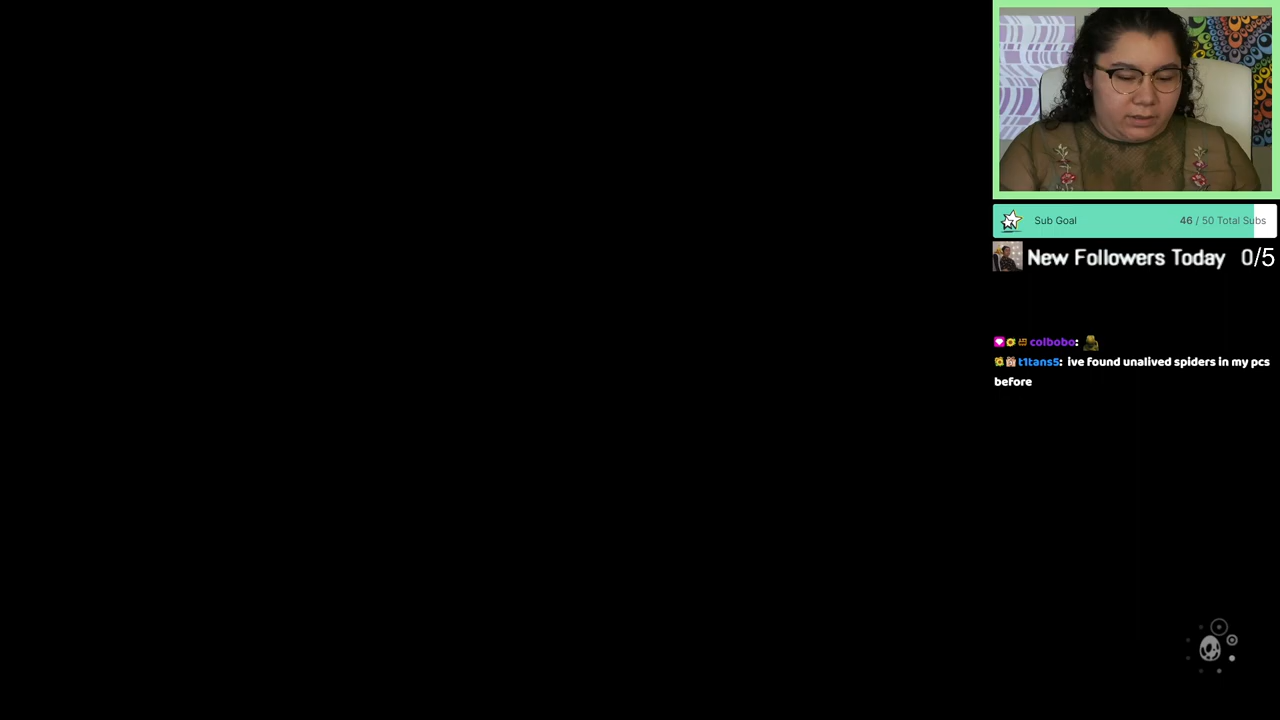 Sub Goal 46 / 50 Total Subs
New Followers Today 0/5
colbobo:
t1tans5: ive found unalived spiders in my pcs
before